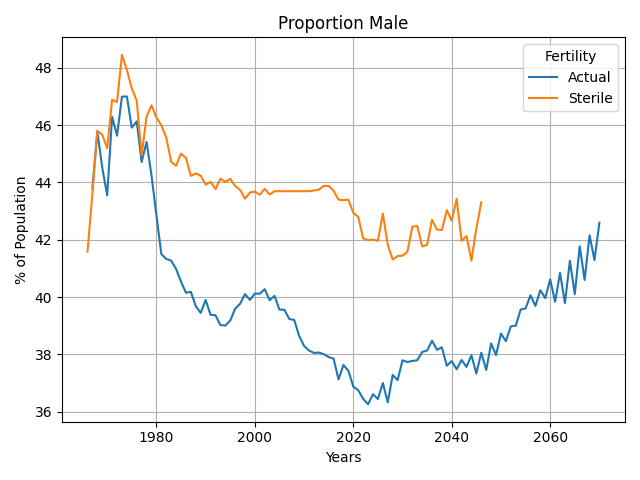 Proportion Male
Fertility
Actual
Sterile
48
46
44
42
40
38
36
% of Population
1980 2000 2020 2040 2060
Years